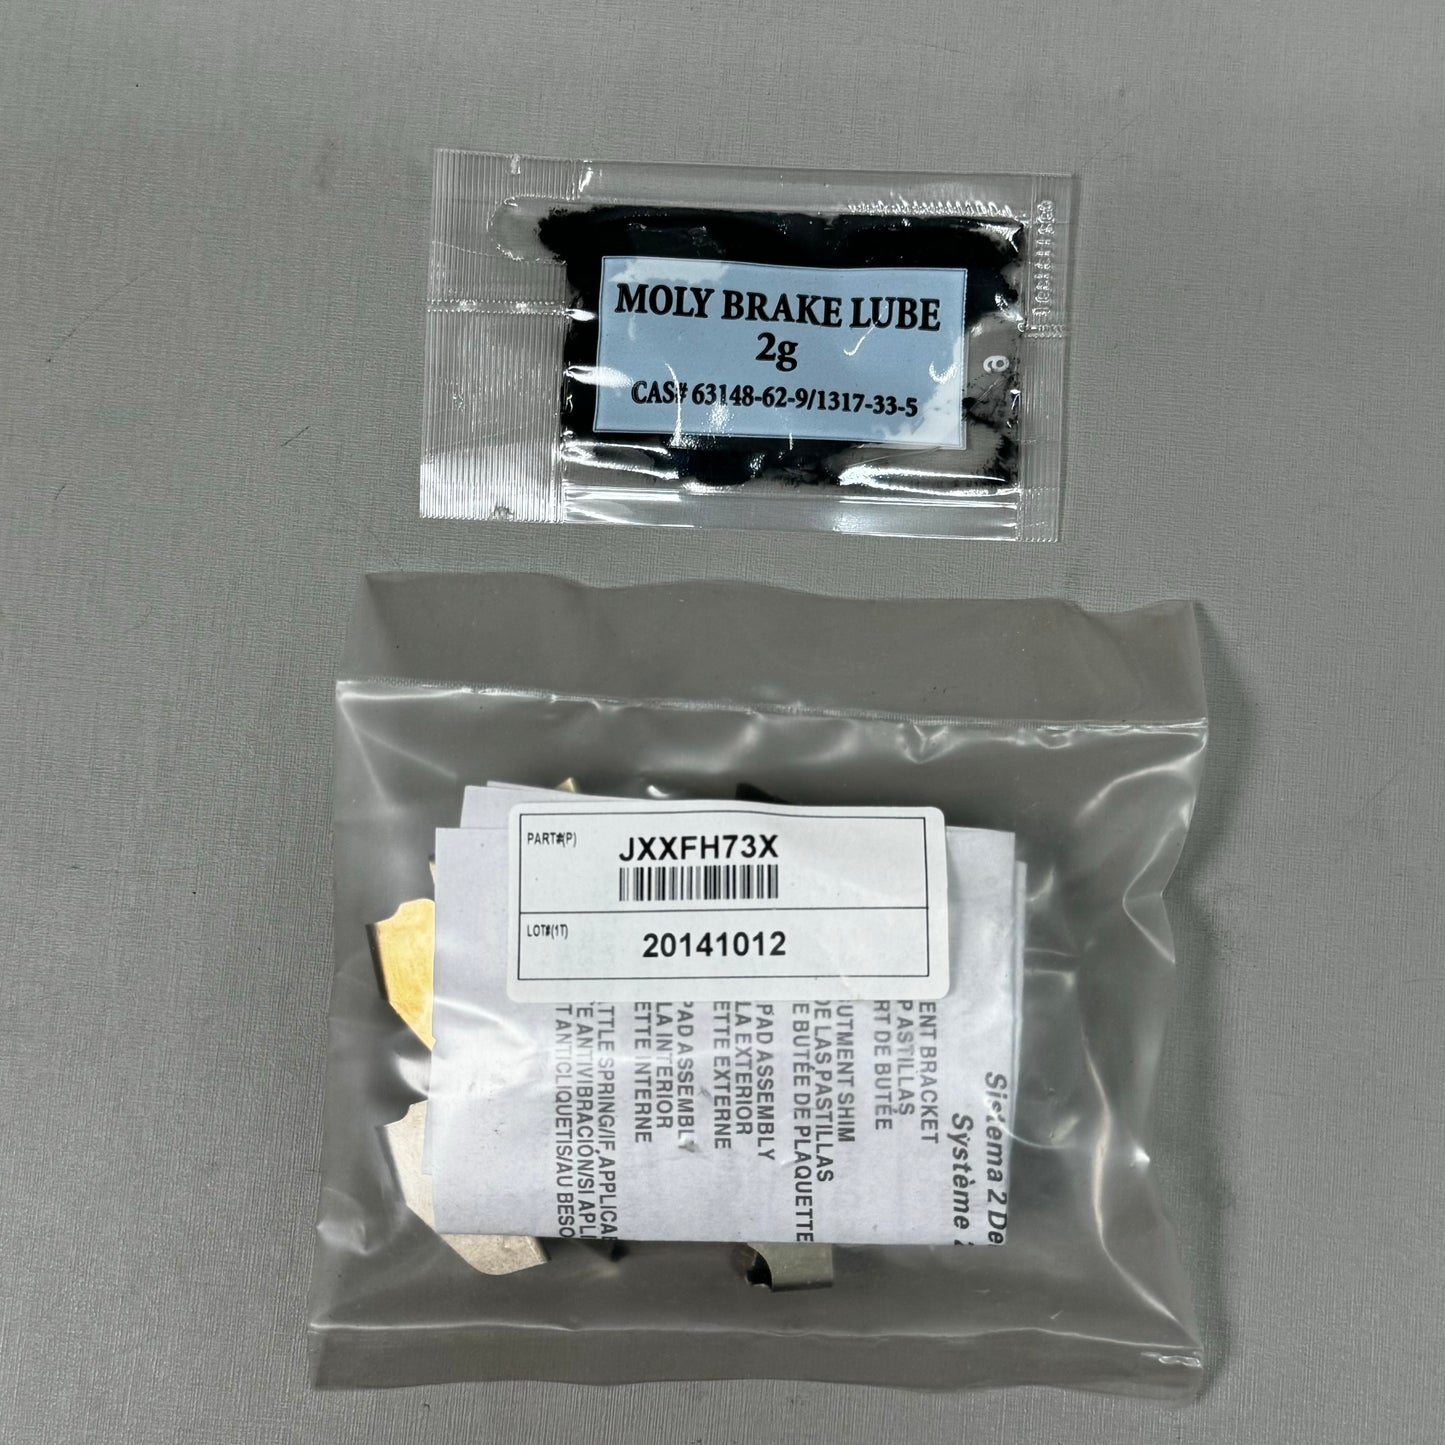 MOLY BRAKE LUBE
2g
CAS# 63148-62-9/1317-33-5
PART#(P)
JXXFH73X
LOT#(1T)
20141012
Sistema 2 De
Système
ENT BRACKET
PASTILLAS
RT DE BUTÉE
UTMENT SHIM
DE LAS PASTILLAS
E BUTÉE DE PLAQUETTE
PAD ASSEMBLY
LA EXTERIOR
ETTE EXTERNE
PAD ASSEMBLY
LA INTERIOR
ETTE INTERNE
TTLE SPRING/IF APPLICA
E ANTIVIBRACIÓN/SI APLI
T ANTICLIQUETIS/AU BESO